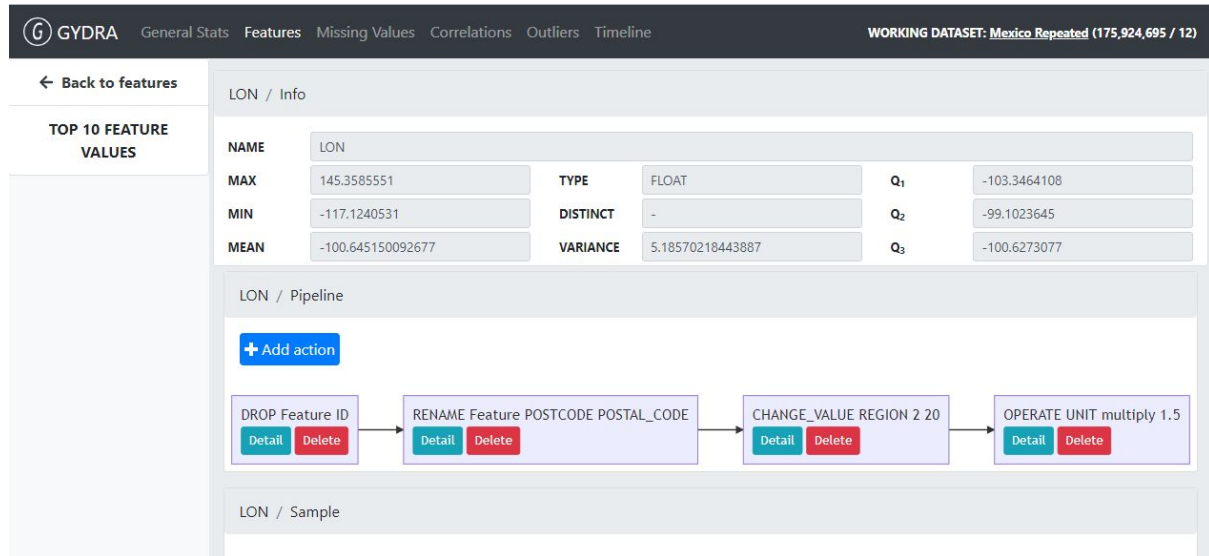 G GYDRA General Stats Features Missing Values Correlations Outliers Timeline WORKING DATASET: Mexico Repeated (175,924,695 / 12)
← Back to features
TOP 10 FEATURE
VALUES
LON / Info
NAME LON
MAX 145.3585551 TYPE FLOAT Q1 -103.3464108
MIN -117.1240531 DISTINCT - Q2 -99.1023645
MEAN -100.645150092677 VARIANCE 5.18570218443887 Q3 -100.6273077
LON / Pipeline
+ Add action
DROP Feature ID RENAME Feature POSTCODE POSTAL_CODE CHANGE_VALUE REGION 2 20 OPERATE UNIT multiply 1.5
Detail Delete Detail Delete Detail Delete Detail Delete
LON / Sample